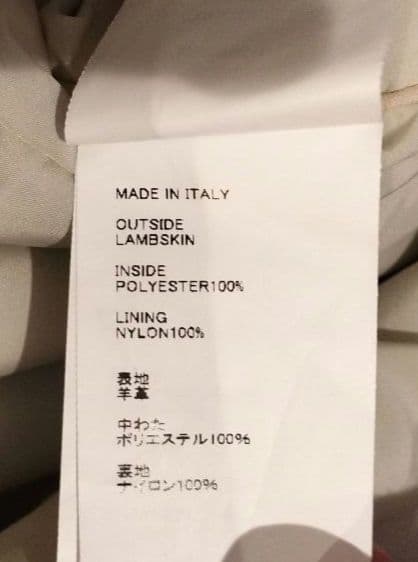 MADE IN ITALY
OUTSIDE
LAMBSKIN
INSIDE
POLYESTER100%
LINING
NYLON100%
表地
羊革
中わた
ポリエステル100%
裏地
ナイロン100%